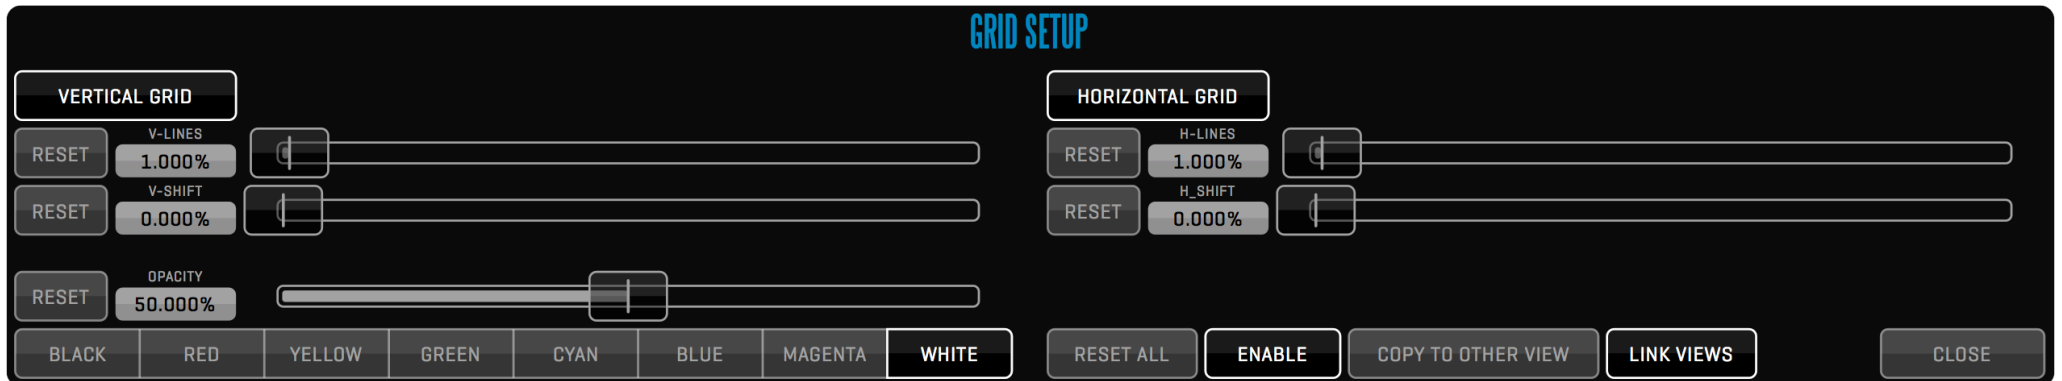 GRID SETUP
VERTICAL GRID
HORIZONTAL GRID
V-LINES
RESET 1.000%
H-LINES
RESET 1.000%
V-SHIFT
RESET 0.000%
H_SHIFT
RESET 0.000%
OPACITY
RESET 50.000%
BLACK RED YELLOW GREEN CYAN BLUE MAGENTA WHITE
RESET ALL ENABLE COPY TO OTHER VIEW LINK VIEWS CLOSE